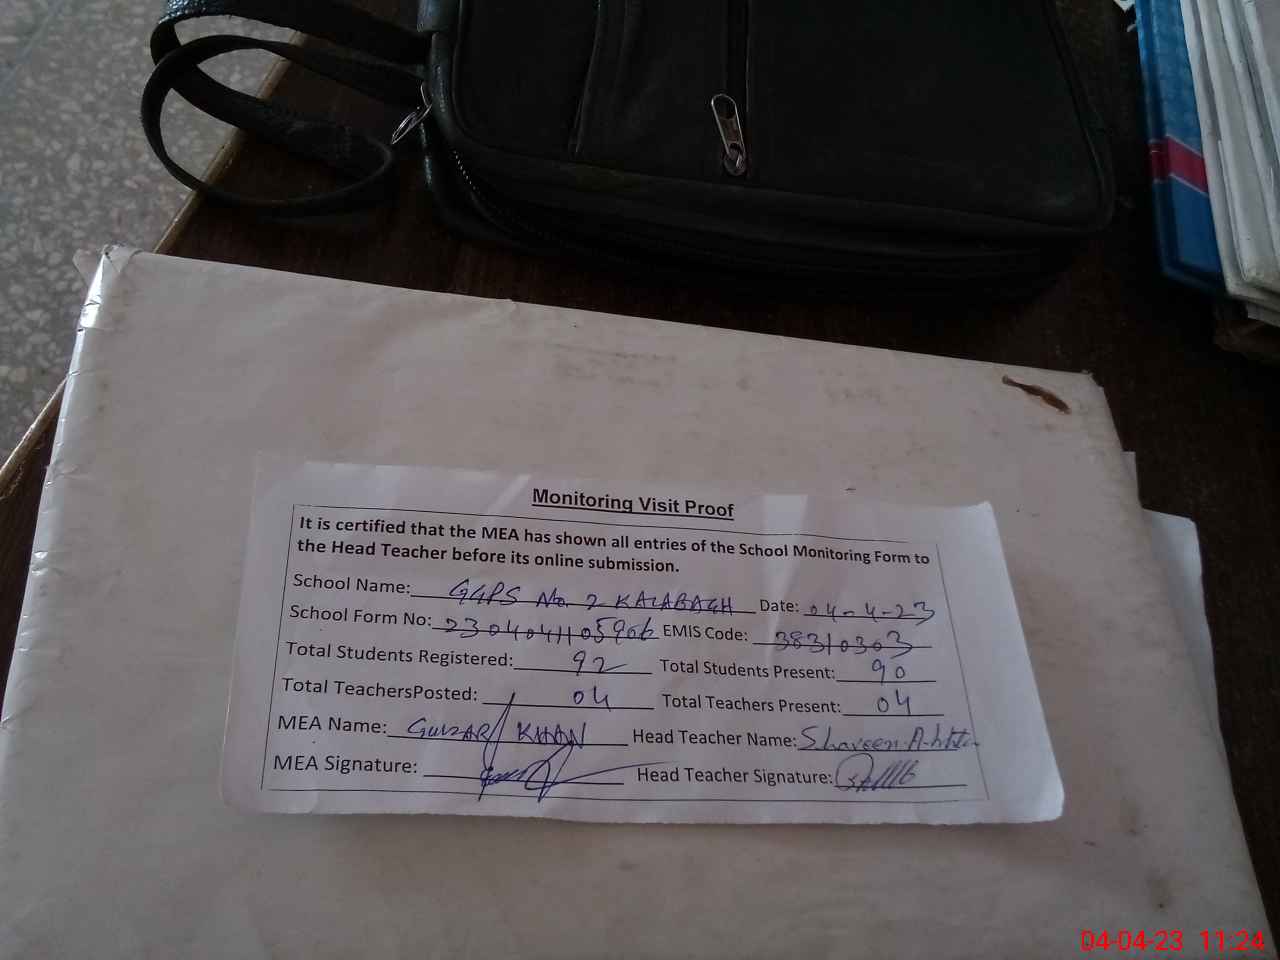 Monitoring Visit Proof
It is certified that the MEA has shown all entries of the School Monitoring Form to
the Head Teacher before its online submission.
School Name: GGPS No. 2 KALABAGH Date: 04-4-23
School Form No: 2304041105906 EMIS Code: 38310303
Total Students Registered: 92 Total Students Present: 90
Total TeachersPosted: 04 Total Teachers Present: 04
MEA Name: GULZAR KHAN Head Teacher Name:
MEA Signature: Head Teacher Signature:
04-04-23 11:24